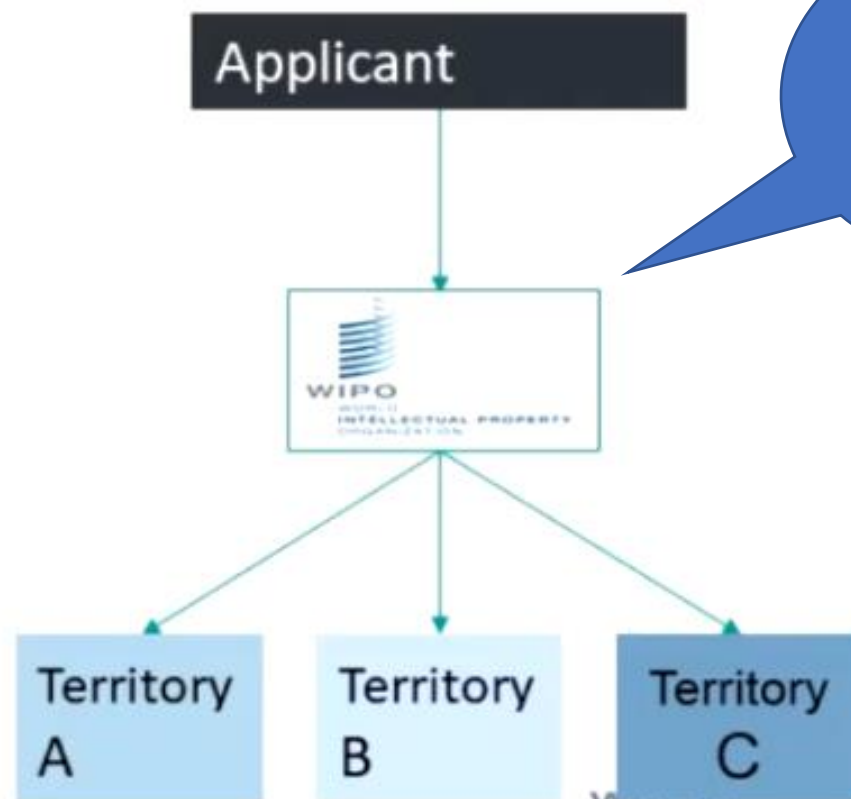 Applicant
WIPO
WORLD
INTELLECTUAL PROPERTY
ORGANIZATION
Territory
A
Territory
B
Territory
C